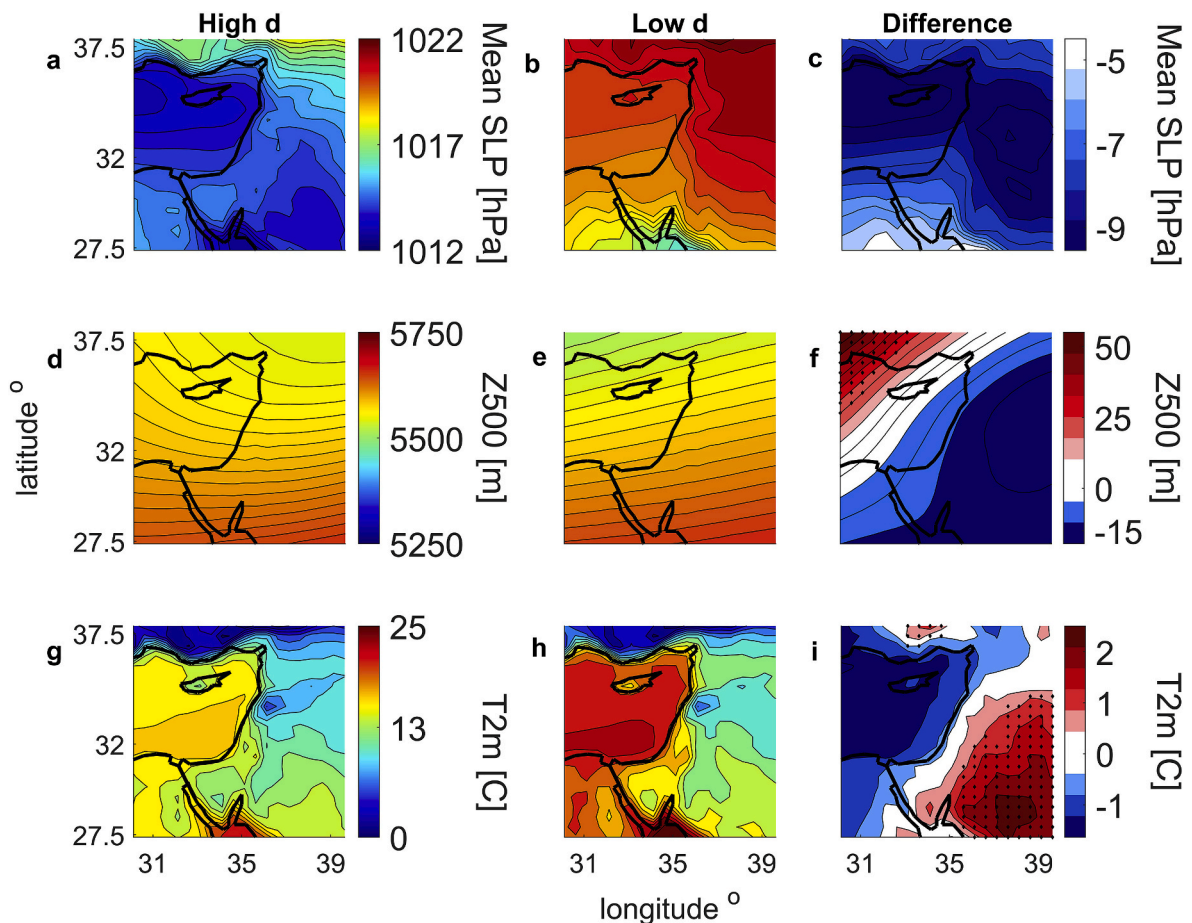 High d Low d Difference
a b c
37.5 32 27.5
1022 1017 1012 Mean SLP [hPa]
-5 -7 -9 Mean SLP [hPa]
d e f
37.5 32 27.5
latitude °
5750 5500 5250 Z500 [m]
50 25 0 -15 Z500 [m]
g h i
37.5 32 27.5
25 13 0 T2m [C]
2 1 0 -1 T2m [C]
31 35 39 31 35 39 31 35 39
longitude °